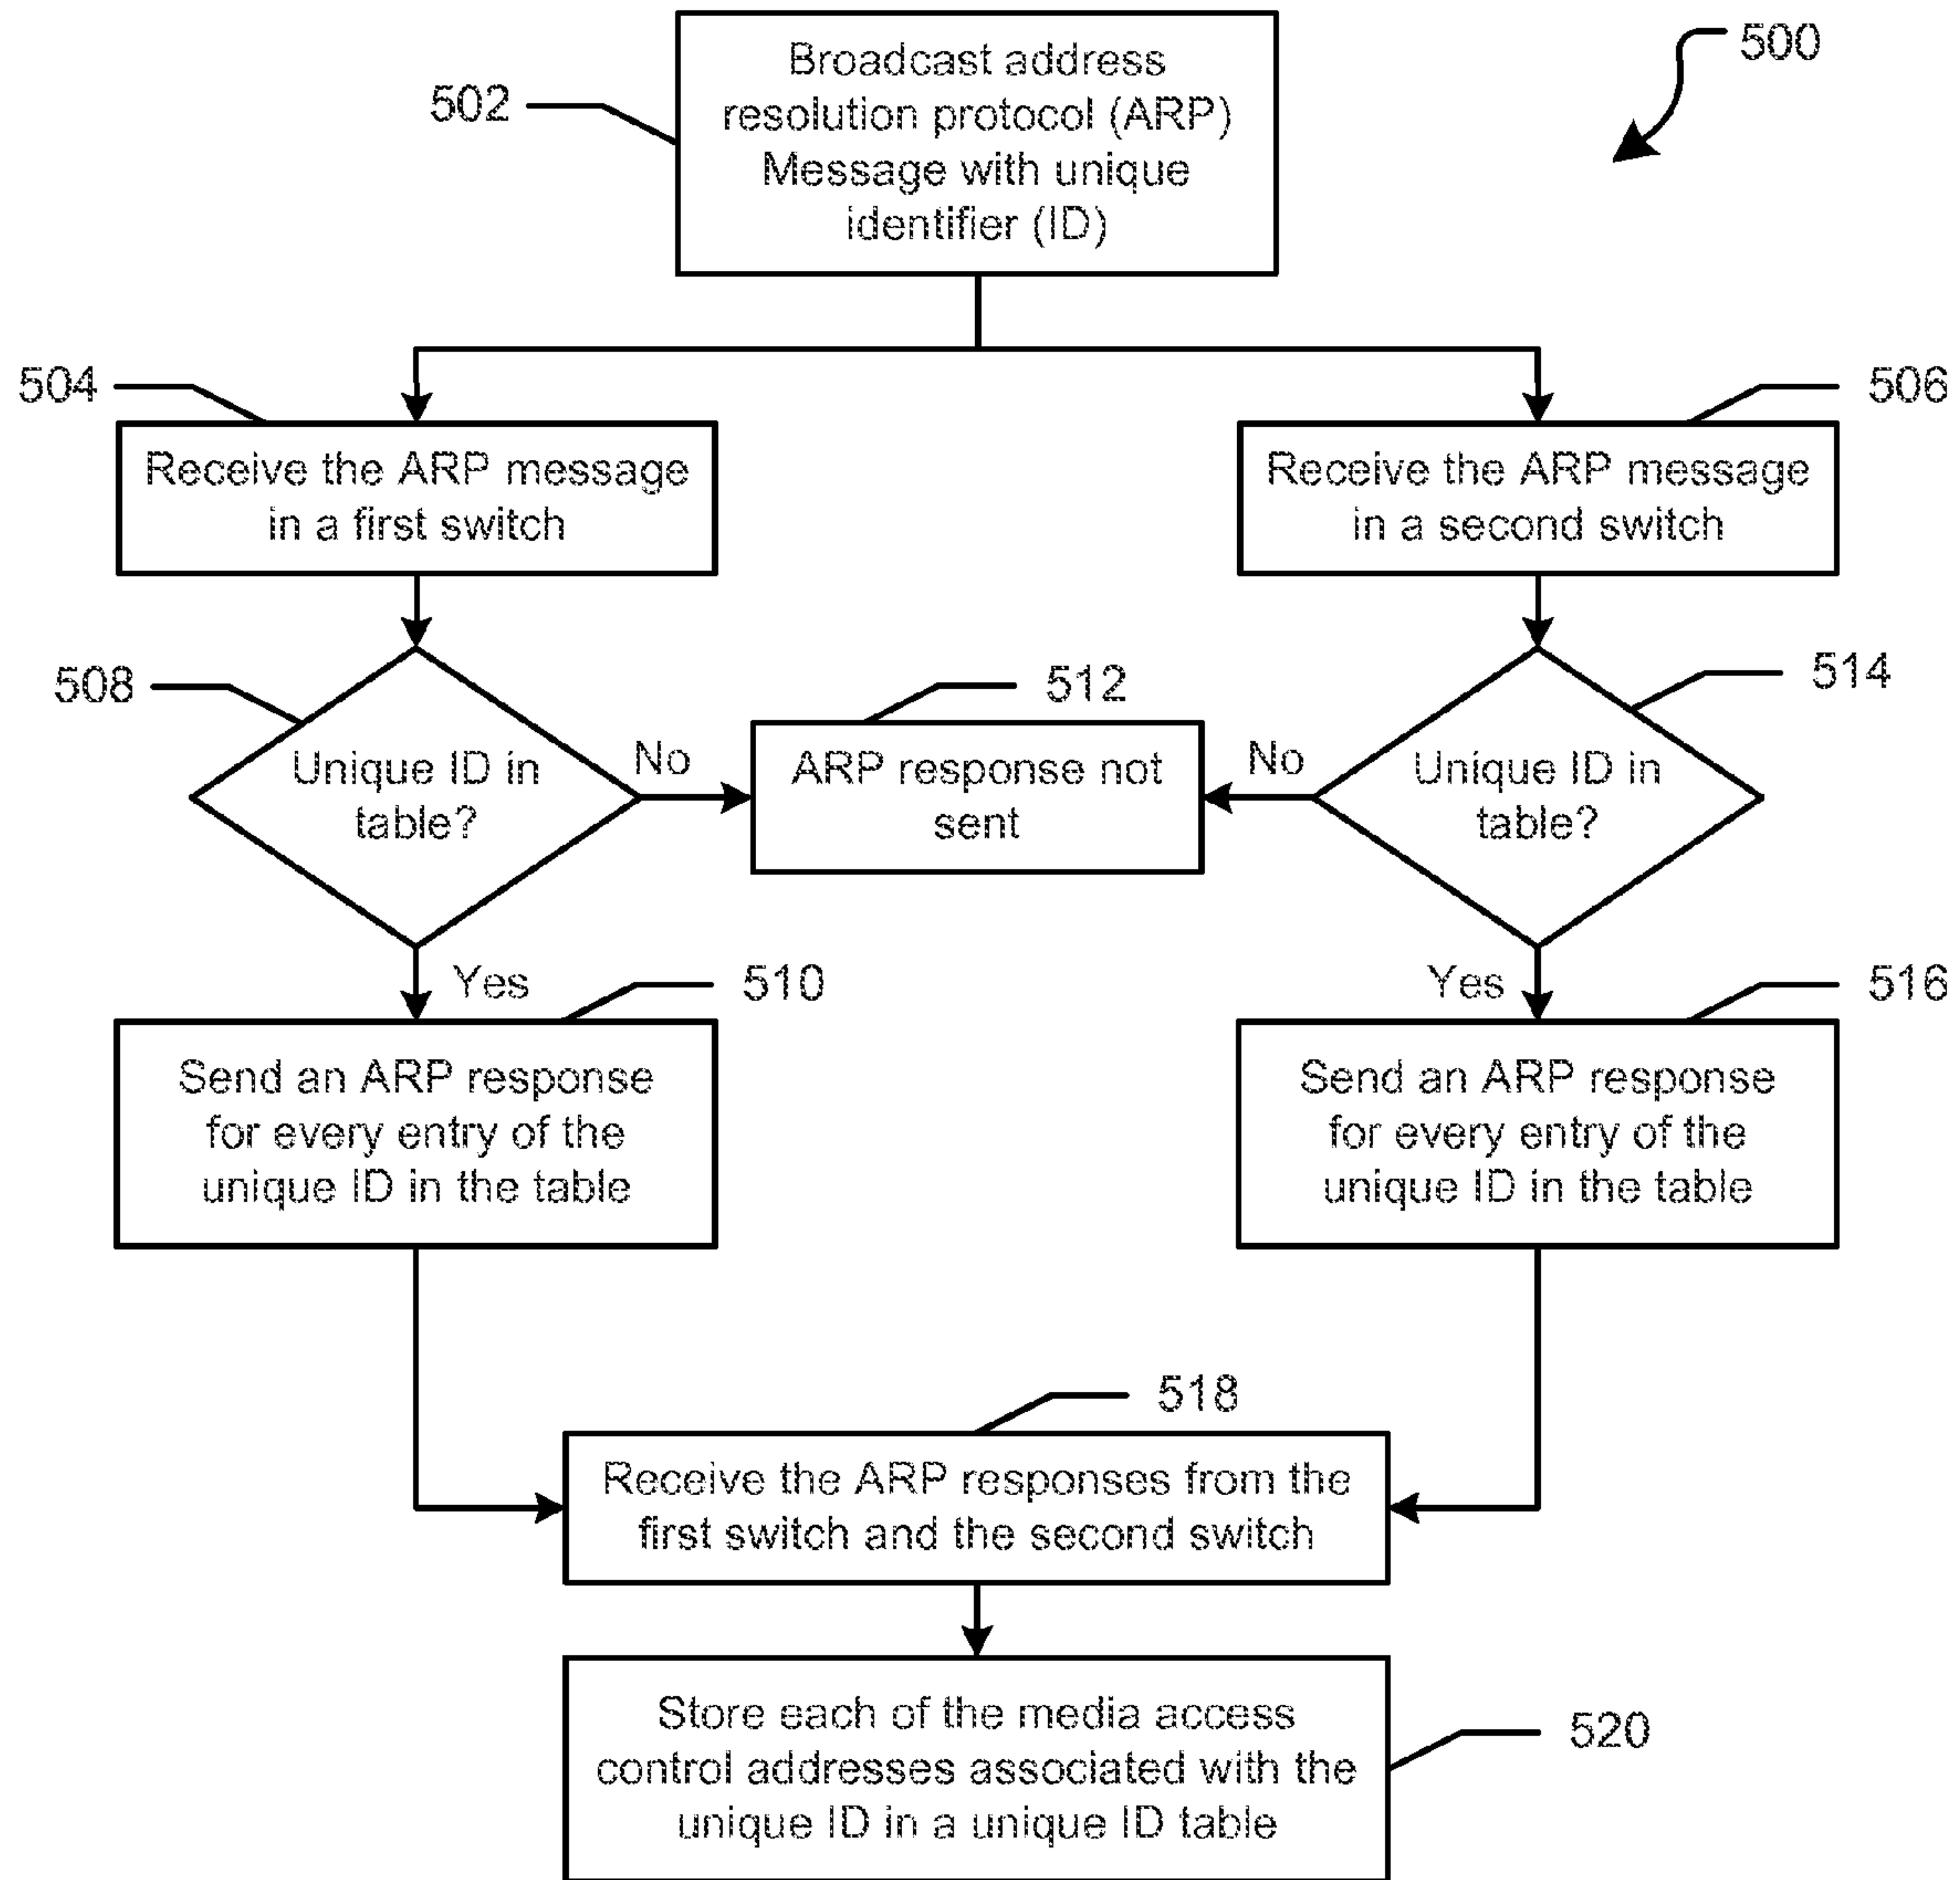 500
502
Broadcast address
resolution protocol (ARP)
Message with unique
identifier (ID)
504
Receive the ARP message
in a first switch
506
Receive the ARP message
in a second switch
508
Unique ID in
table?
No
512
ARP response not
sent
No
514
Unique ID in
table?
Yes
510
Send an ARP response
for every entry of the
unique ID in the table
Yes
516
Send an ARP response
for every entry of the
unique ID in the table
518
Receive the ARP responses from the
first switch and the second switch
Store each of the media access
control addresses associated with the
unique ID in a unique ID table
520